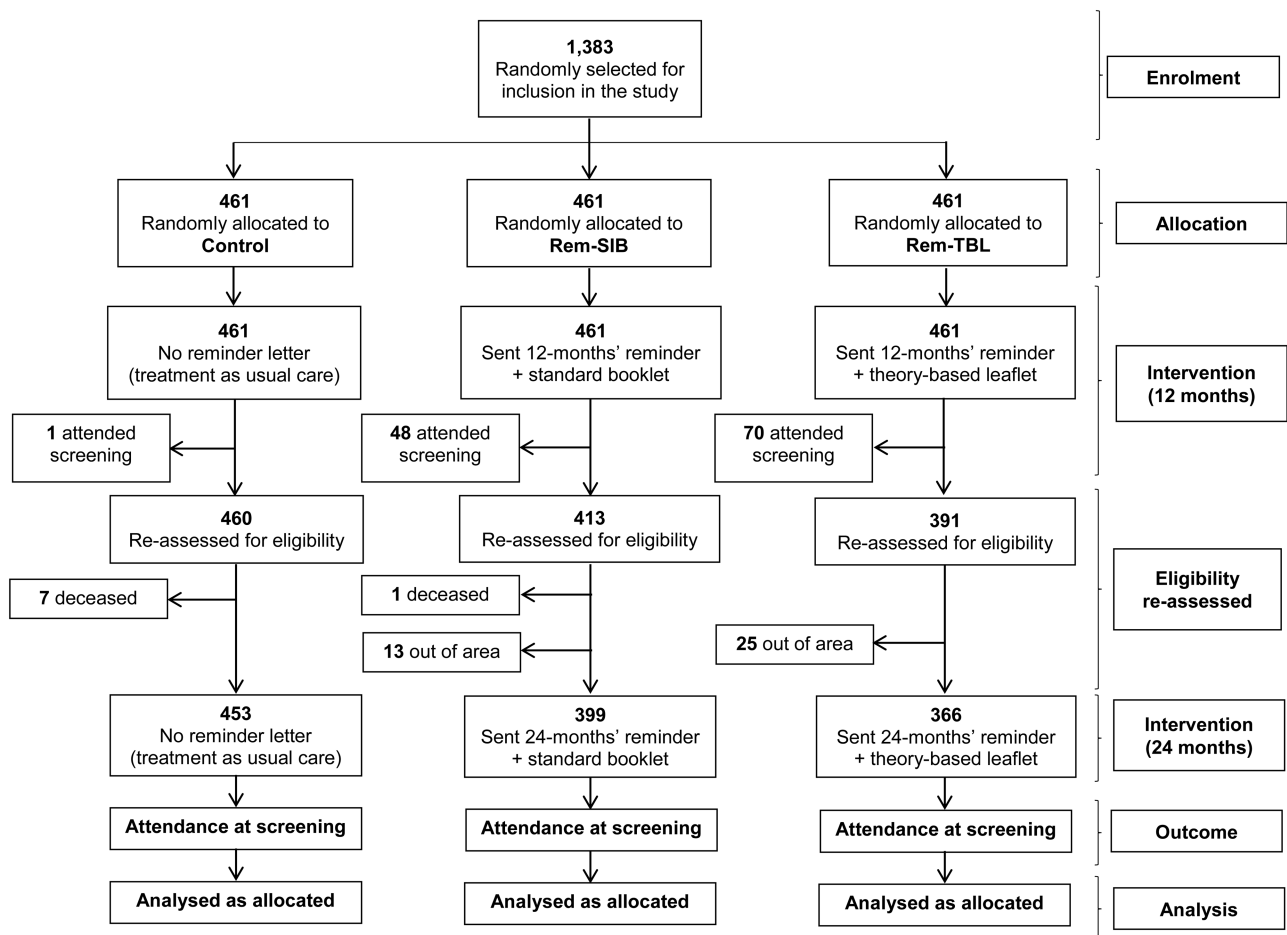 1,383
Randomly selected for
inclusion in the study
Enrolment
461
Randomly allocated to
Control
461
Randomly allocated to
Rem-SIB
461
Randomly allocated to
Rem-TBL
Allocation
461
No reminder letter
(treatment as usual care)
461
Sent 12-months’ reminder
+ standard booklet
461
Sent 12-months’ reminder
+ theory-based leaflet
Intervention
(12 months)
1 attended
screening
48 attended
screening
70 attended
screening
460
Re-assessed for eligibility
413
Re-assessed for eligibility
391
Re-assessed for eligibility
Eligibility
re-assessed
7 deceased
1 deceased
13 out of area
25 out of area
453
No reminder letter
(treatment as usual care)
399
Sent 24-months’ reminder
+ standard booklet
366
Sent 24-months’ reminder
+ theory-based leaflet
Intervention
(24 months)
Attendance at screening
Attendance at screening
Attendance at screening
Outcome
Analysed as allocated
Analysed as allocated
Analysed as allocated
Analysis